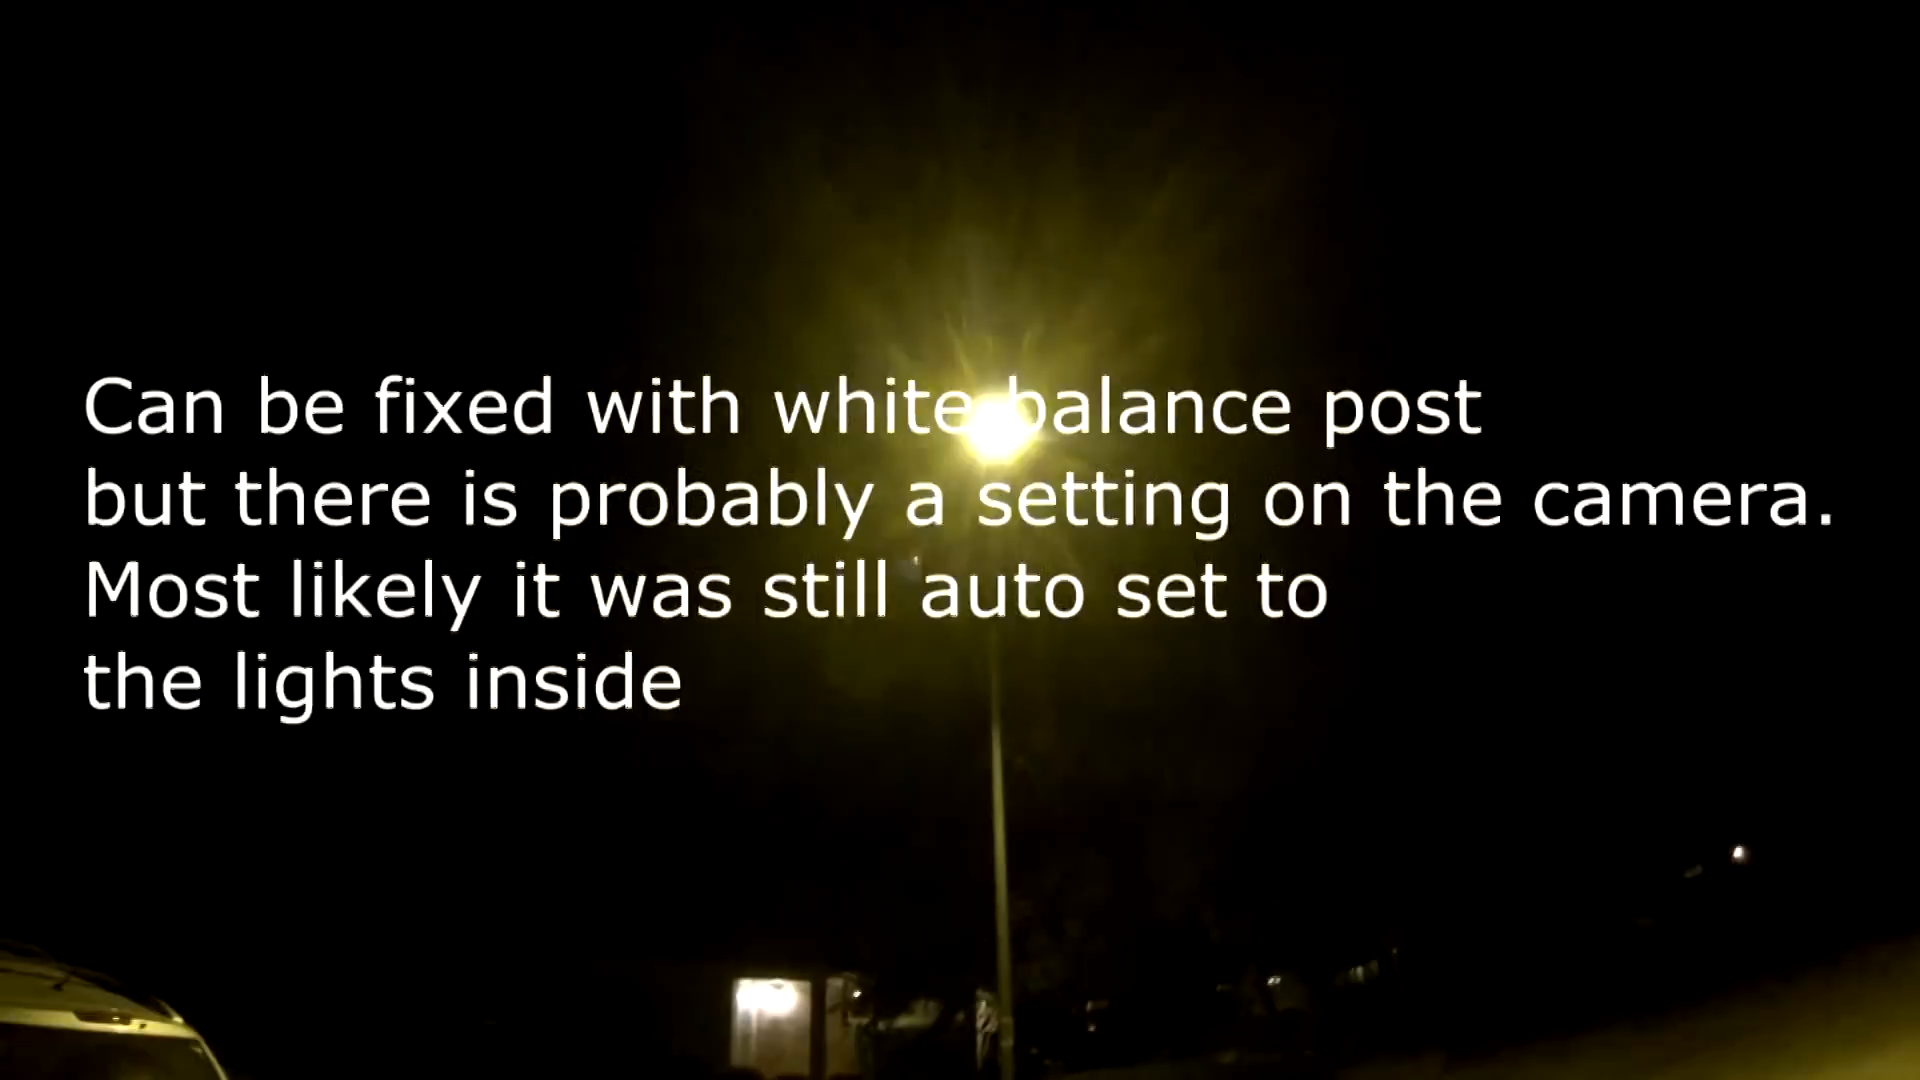 Can be fixed with white balance post
but there is probably a setting on the camera.
Most likely it was still auto set to
the lights inside